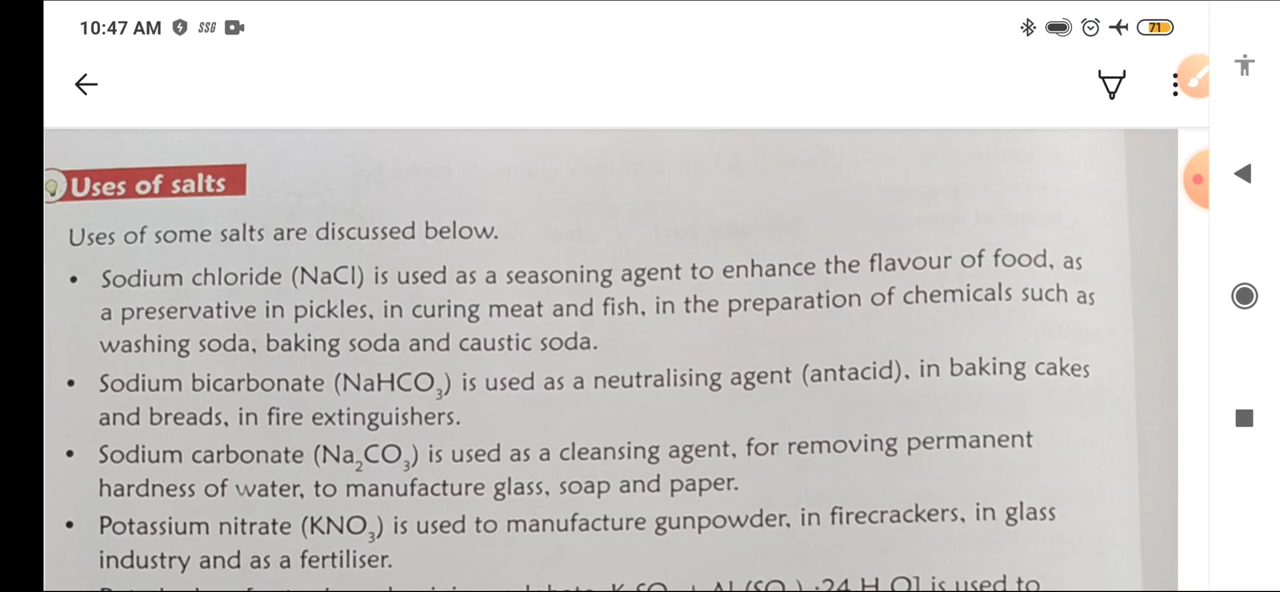 10:47 AM SSG
71
Uses of salts
Uses of some salts are discussed below.
• Sodium chloride (NaCl) is used as a seasoning agent to enhance the flavour of food, as
a preservative in pickles, in curing meat and fish, in the preparation of chemicals such as
washing soda, baking soda and caustic soda.
• Sodium bicarbonate (NaHCO₃) is used as a neutralising agent (antacid), in baking cakes
and breads, in fire extinguishers.
• Sodium carbonate (Na₂CO₃) is used as a cleansing agent, for removing permanent
hardness of water, to manufacture glass, soap and paper.
• Potassium nitrate (KNO₃) is used to manufacture gunpowder, in firecrackers, in glass
industry and as a fertiliser.
is used to